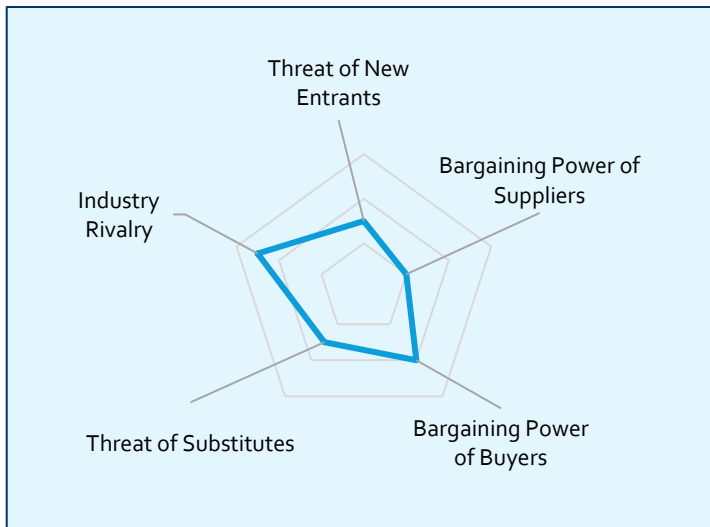 Threat of New
Entrants
Bargaining Power of
Suppliers
Industry
Rivalry
Threat of Substitutes
Bargaining Power
of Buyers